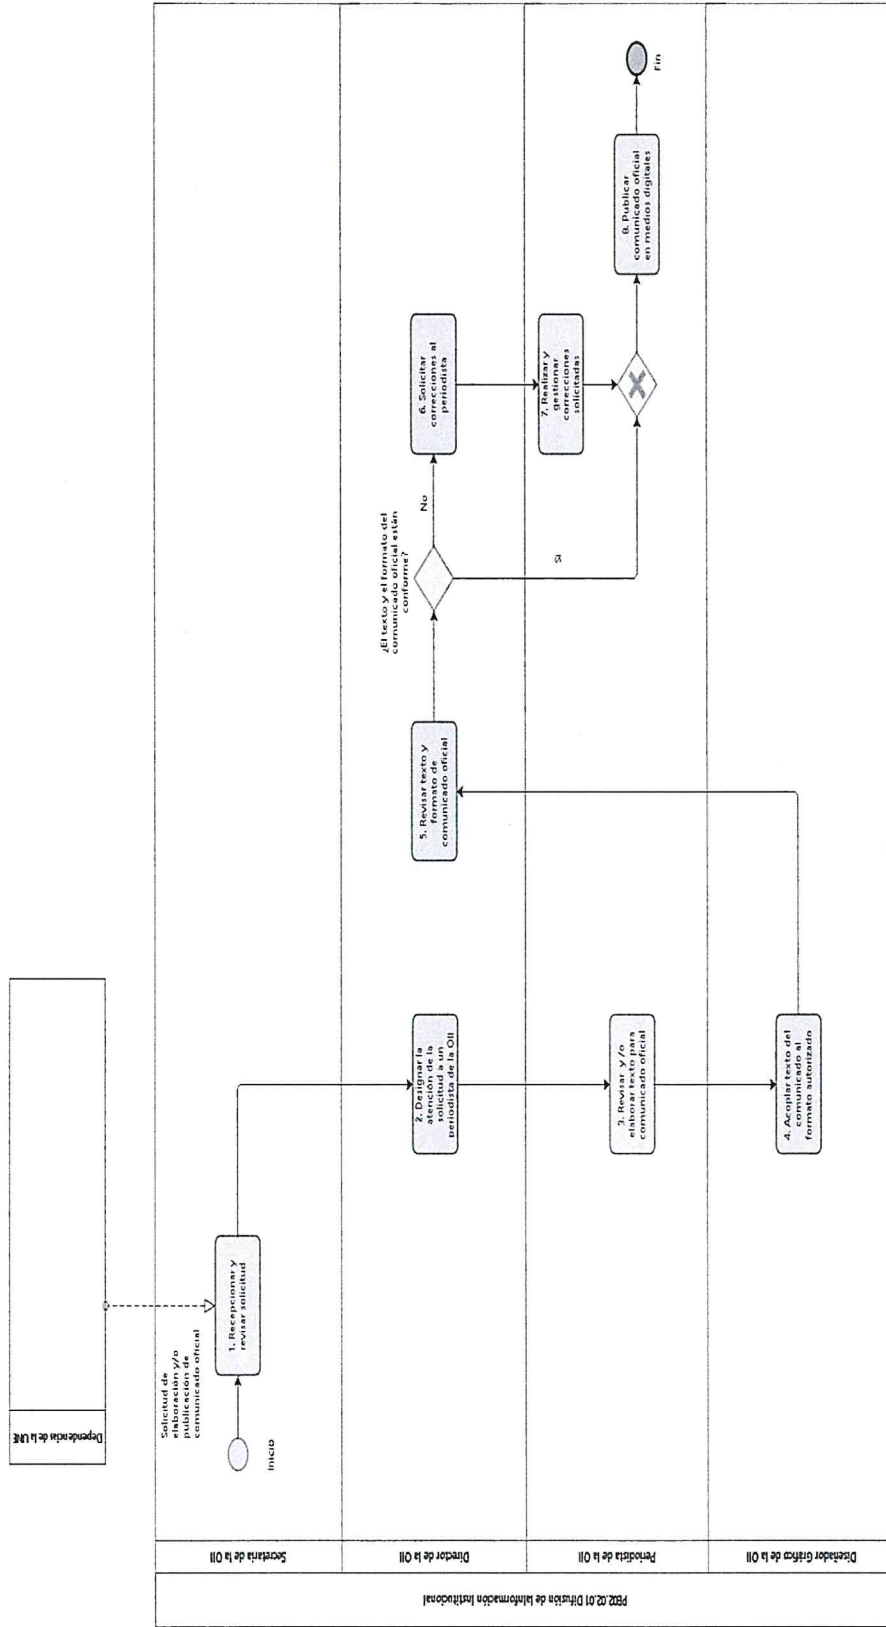 Dependencias de la UNE
PE02.02.01 Difusión de laInformación Institucional
Secretaria de la OII
Solicitud de
elaboración y/o
publicación de
comunicado oficial
Inicio
1. Recepcionar y
revisar solicitud
Director de la OII
2. Designar la
atención de la
solicitud a un
periodista de la OII
5. Revisar texto y
formato de
comunicado oficial
¿El texto y el formato del
comunicado oficial están
conforme?
No
Si
6. Solicitar
correcciones al
periodista
Periodista de la OII
3. Revisar y/o
elaborar texto para
comunicado oficial
7. Realizar y
gestionar
correcciones
solicitadas
8. Publicar
comunicado oficial
en medios digitales
Fin
Diseñador Gráfico de la OII
4. Acoplar texto del
comunicado al
formato autorizado